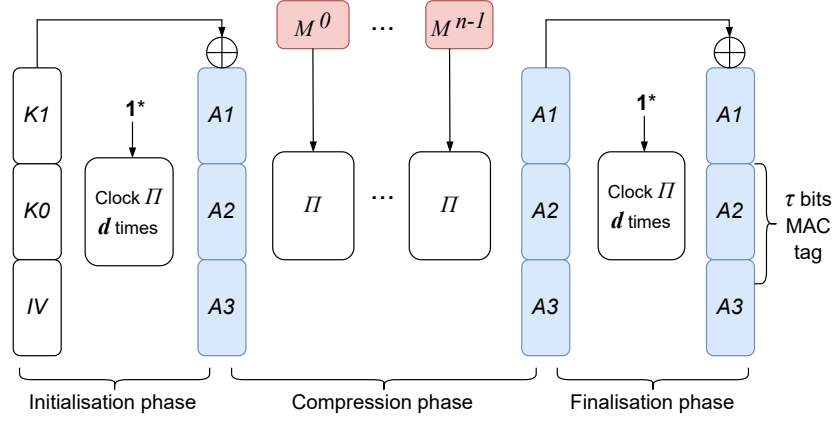 M^0 ... M^{n-1}
K1
K0
IV
1*
Clock Π
d times
A1
A2
A3
Π ... Π
A1
A2
A3
1*
Clock Π
d times
A1
A2
A3
τ bits
MAC
tag
Initialisation phase
Compression phase
Finalisation phase